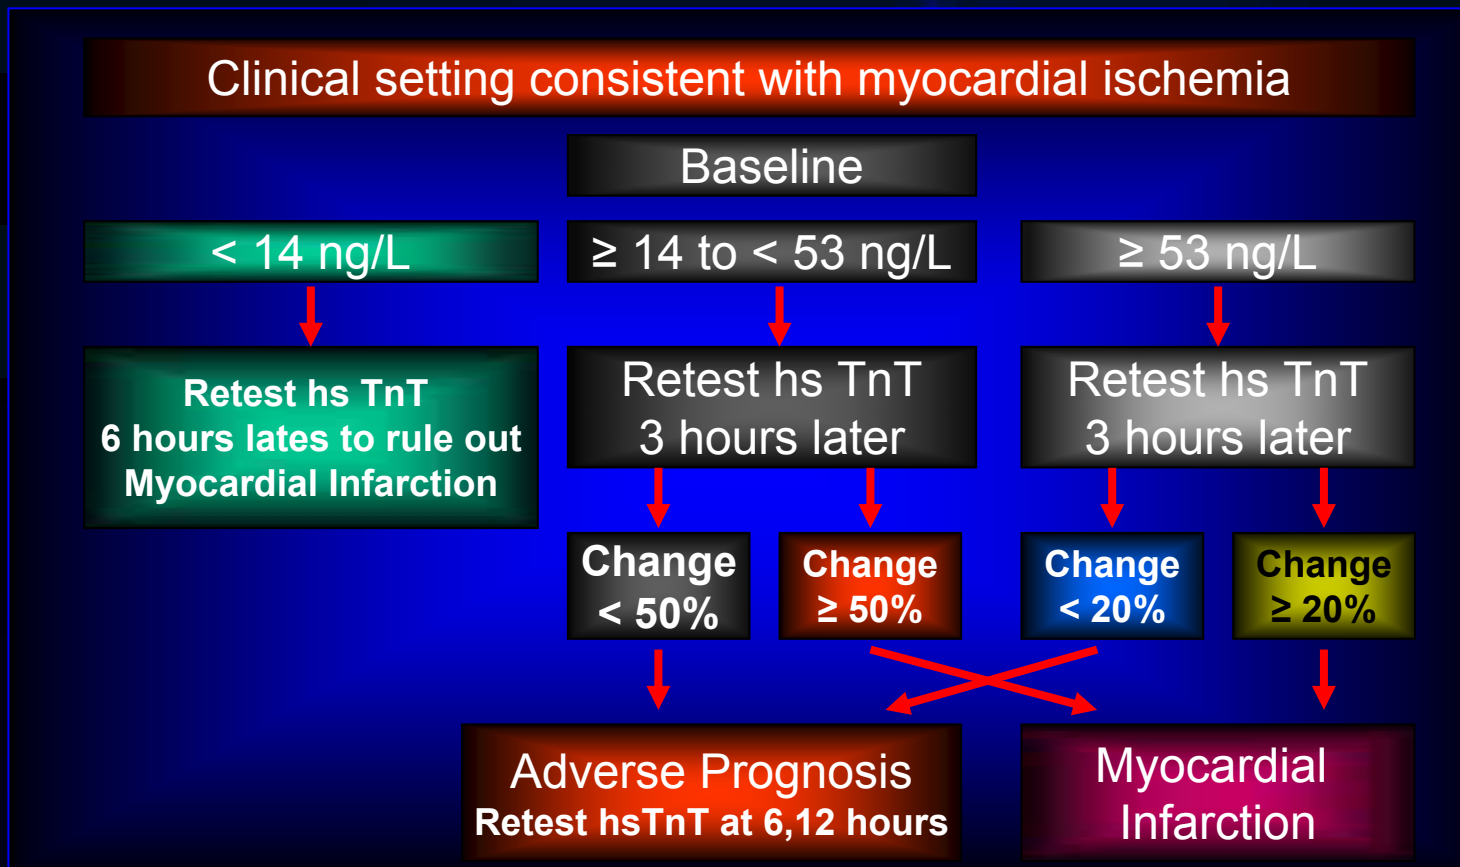 Clinical setting consistent with myocardial ischemia
Baseline
< 14 ng/L
≥ 14 to < 53 ng/L
≥ 53 ng/L
Retest hs TnT
6 hours lates to rule out
Myocardial Infarction
Retest hs TnT
3 hours later
Retest hs TnT
3 hours later
Change
< 50%
Change
≥ 50%
Change
< 20%
Change
≥ 20%
Adverse Prognosis
Retest hsTnT at 6,12 hours
Myocardial
Infarction